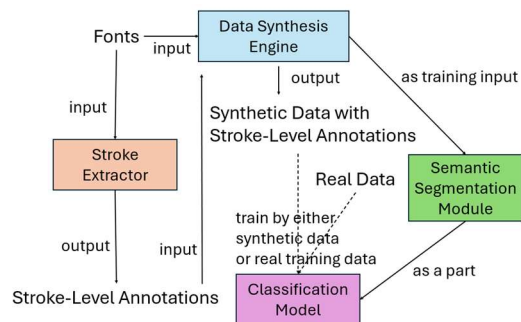 Fonts
input
Data Synthesis
Engine
input
output
as training input
Synthetic Data with
Stroke-Level Annotations
Stroke
Extractor
Real Data
Semantic
Segmentation
Module
train by either
synthetic data
or real training data
output
input
as a part
Stroke-Level Annotations
Classification
Model